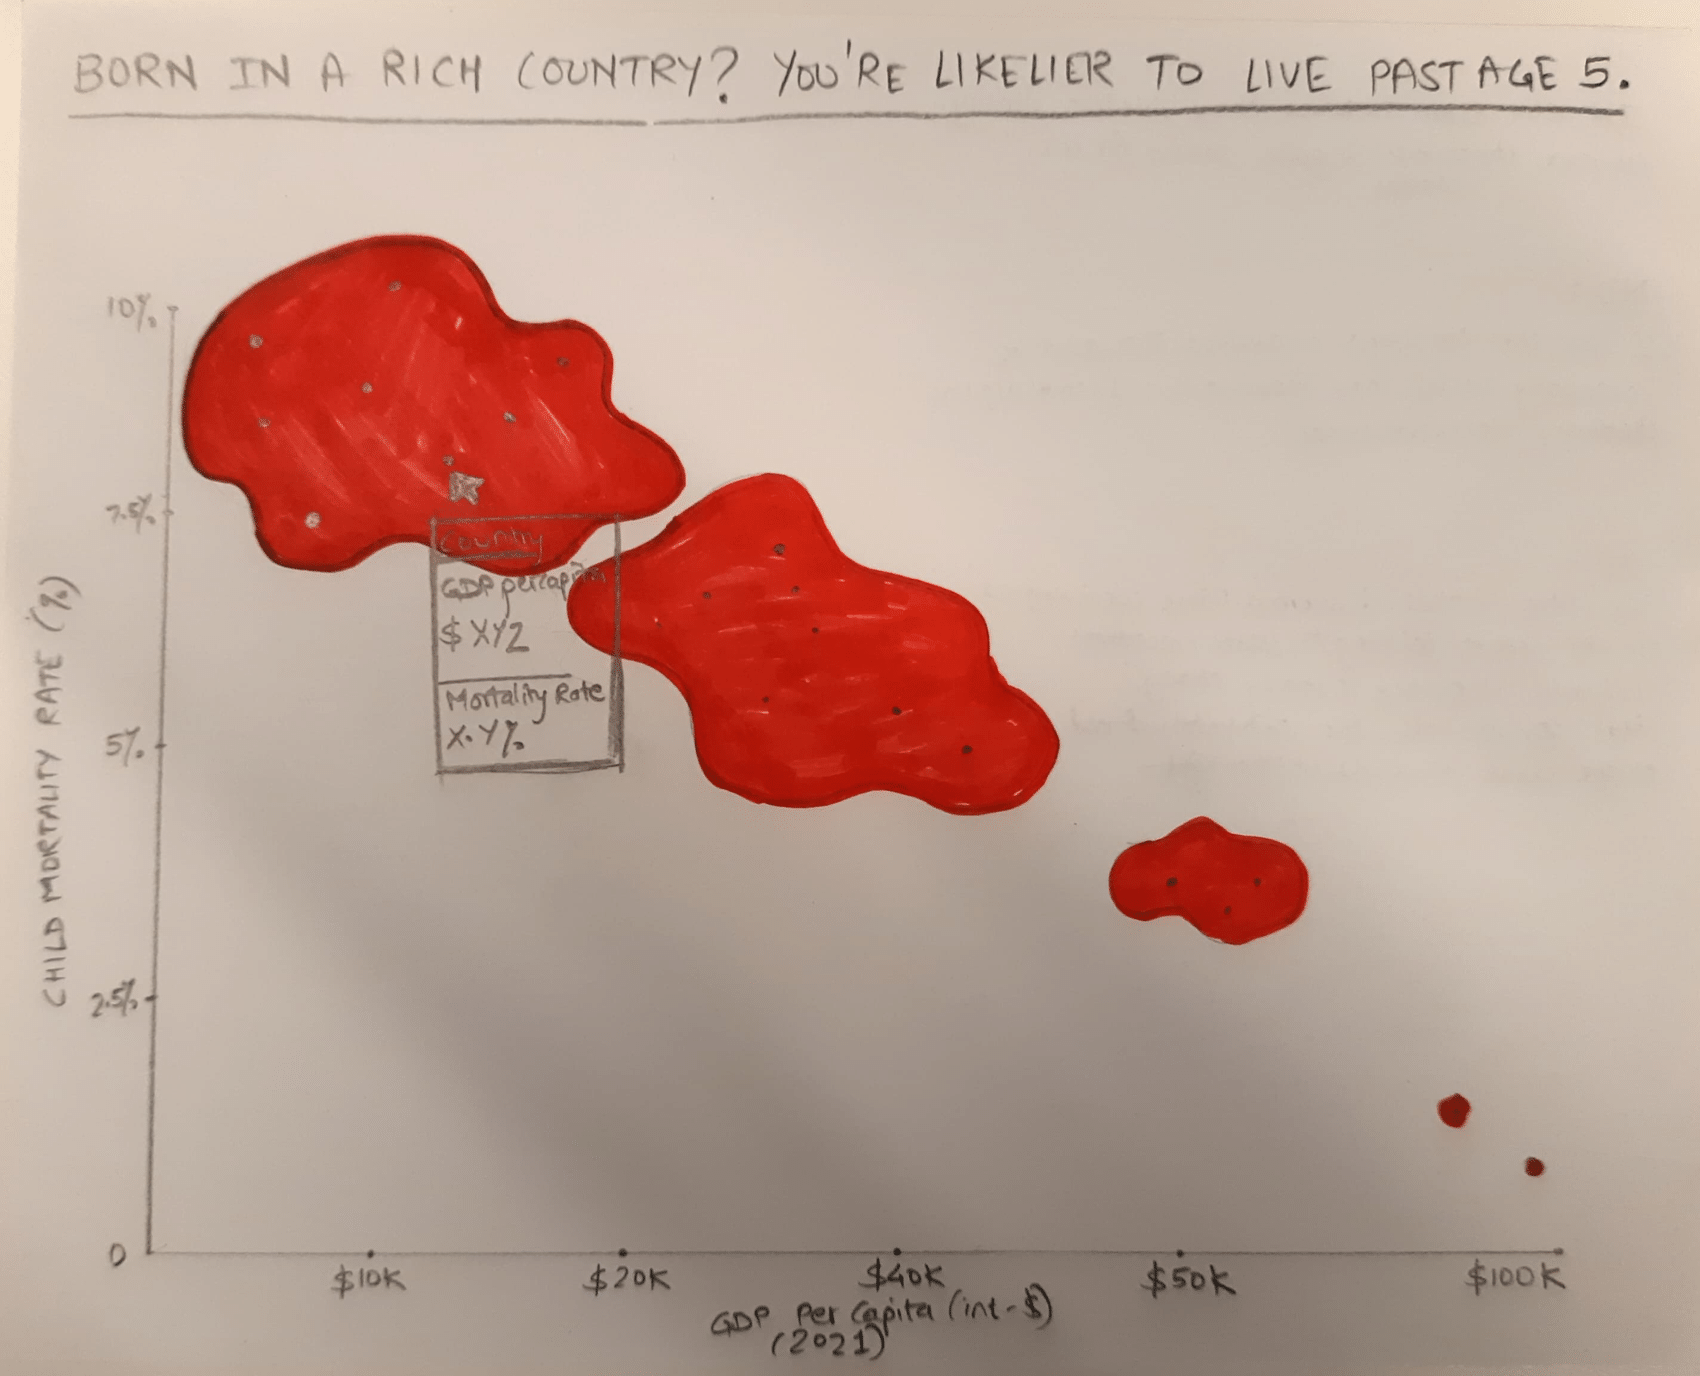 BORN IN A RICH COUNTRY? YOU'RE LIKELIER TO LIVE PAST AGE 5.
10%
7.5%
5%
2.5%
0
CHILD MORTALITY RATE (%)
Country
GDP per capita
$ XYZ
Mortality Rate
X.Y%
$10K
$20K
$40K
$50K
$100K
GDP Per Capita (int-$)
(2021)